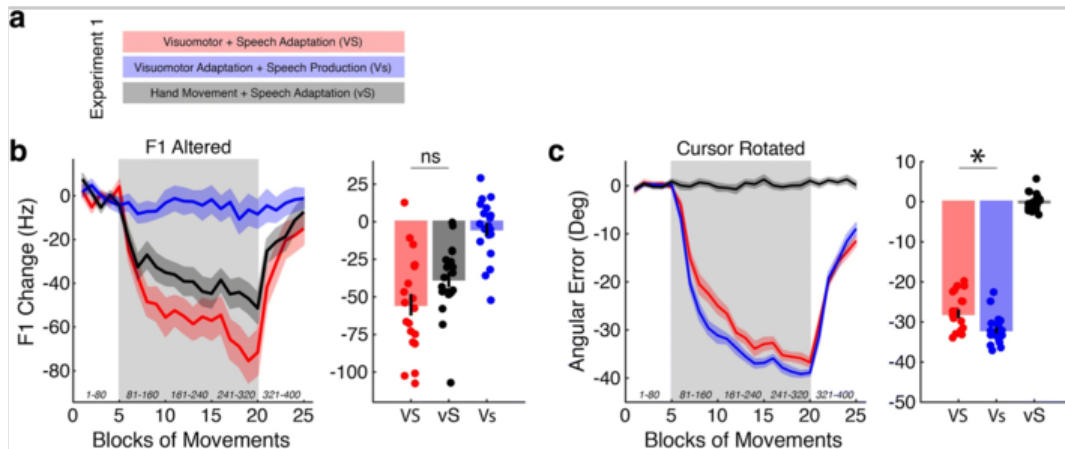 a
Experiment 1
Visuomotor + Speech Adaptation (VS)
Visuomotor Adaptation + Speech Production (Vs)
Hand Movement + Speech Adaptation (vS)
b
F1 Altered
F1 Change (Hz)
0
-20
-40
-60
-80
1-80
81-160
161-240
241-320
321-400
0
5
10
15
20
25
Blocks of Movements
ns
25
0
-25
-50
-75
-100
VS
vS
Vs
c
Cursor Rotated
Angular Error (Deg)
10
0
-10
-20
-30
-40
1-80
81-160
161-240
241-320
321-400
0
5
10
15
20
25
Blocks of Movements
*
10
0
-10
-20
-30
-40
-50
VS
Vs
vS